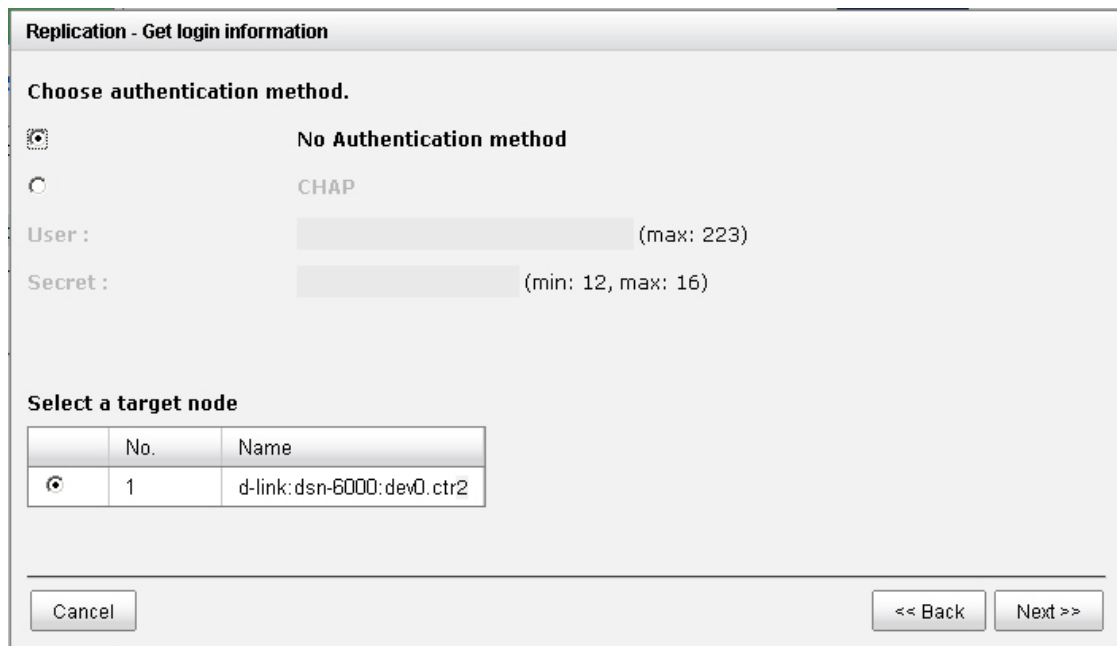 Replication - Get login information
Choose authentication method.
No Authentication method
CHAP
User : (max: 223)
Secret : (min: 12, max: 16)
Select a target node
No. Name
1 d-link:dsn-6000:dev0.ctr2
Cancel << Back Next >>